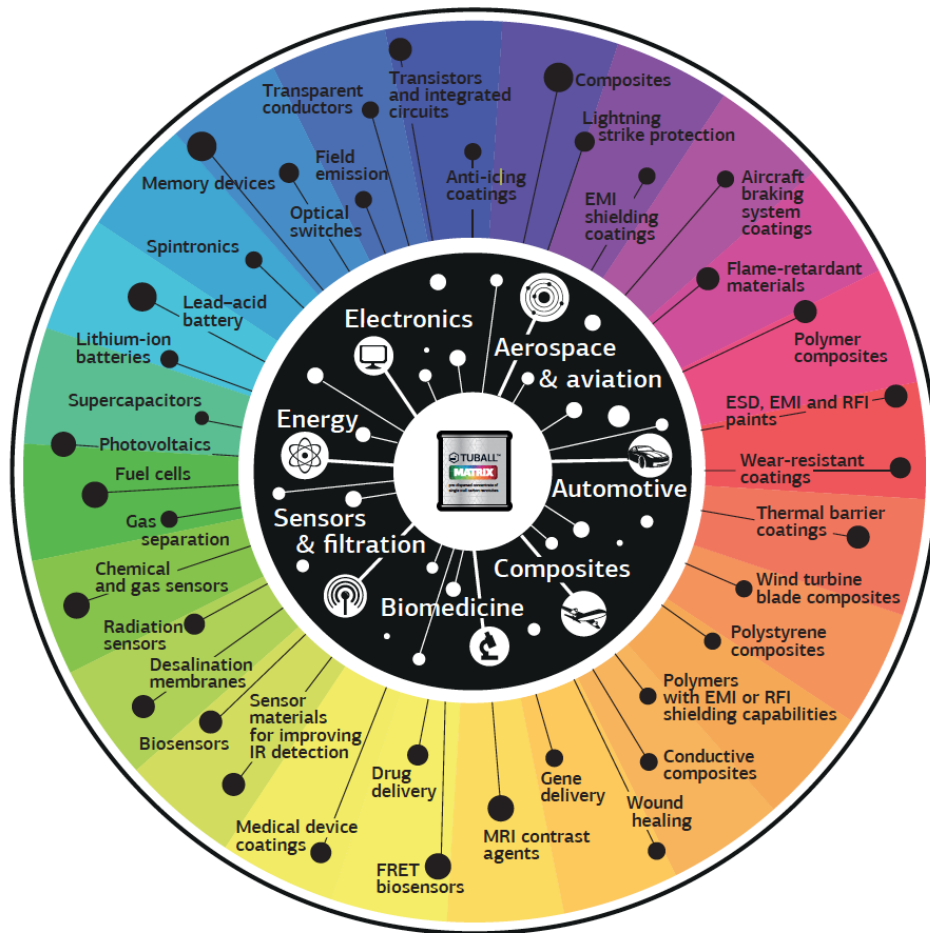 Transistors
and integrated
circuits
Composites
Lightning
strike protection
Anti-icing
coatings
EMI
shielding
coatings
Aircraft
braking
system
coatings
Flame-retardant
materials
Polymer
composites
ESD, EMI and RFI
paints
Wear-resistant
coatings
Thermal barrier
coatings
Wind turbine
blade composites
Polystyrene
composites
Polymers
with EMI or RFI
shielding capabilities
Conductive
composites
Wound
healing
Gene
delivery
MRI contrast
agents
FRET
biosensors
Drug
delivery
Medical device
coatings
Sensor
materials
for improving
IR detection
Biosensors
Desalination
membranes
Radiation
sensors
Chemical
and gas sensors
Gas
separation
Fuel cells
Photovoltaics
Supercapacitors
Lithium-ion
batteries
Lead-acid
battery
Spintronics
Memory devices
Optical
switches
Field
emission
Transparent
conductors
Electronics
Aerospace
& aviation
Energy
Automotive
Sensors
& filtration
Composites
Biomedicine
TUBALL™
MATRIX